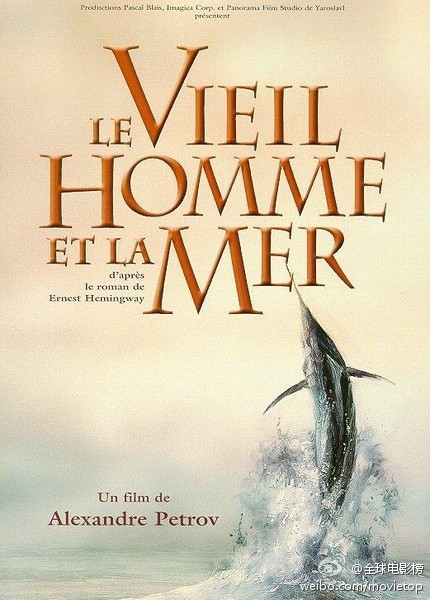 Productions Pascal Blais, Imagica Corp. et Panorama Film Studio de Yaroslavl
présentent
LE VIEIL
HOMME
ET LA MER
d'après
le roman de
Ernest Hemingway
Un film de
Alexandre Petrov
@全球电影榜
weibo.com/movietop